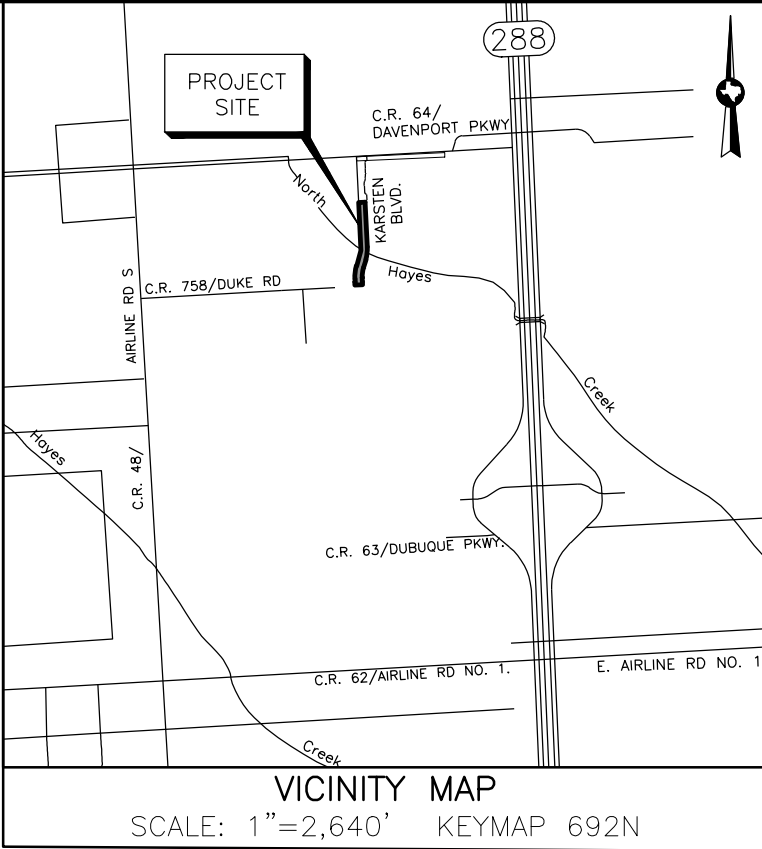 288
PROJECT
SITE
C.R. 64/
DAVENPORT PKWY
North
KARSTEN
BLVD.
Hayes
C.R. 758/DUKE RD
AIRLINE RD S
Creek
Hayes
C.R. 48/
C.R. 63/DUBUQUE PKWY.
C.R. 62/AIRLINE RD NO. 1.
E. AIRLINE RD NO. 1
Creek
VICINITY MAP
SCALE: 1"=2,640' KEYMAP 692N